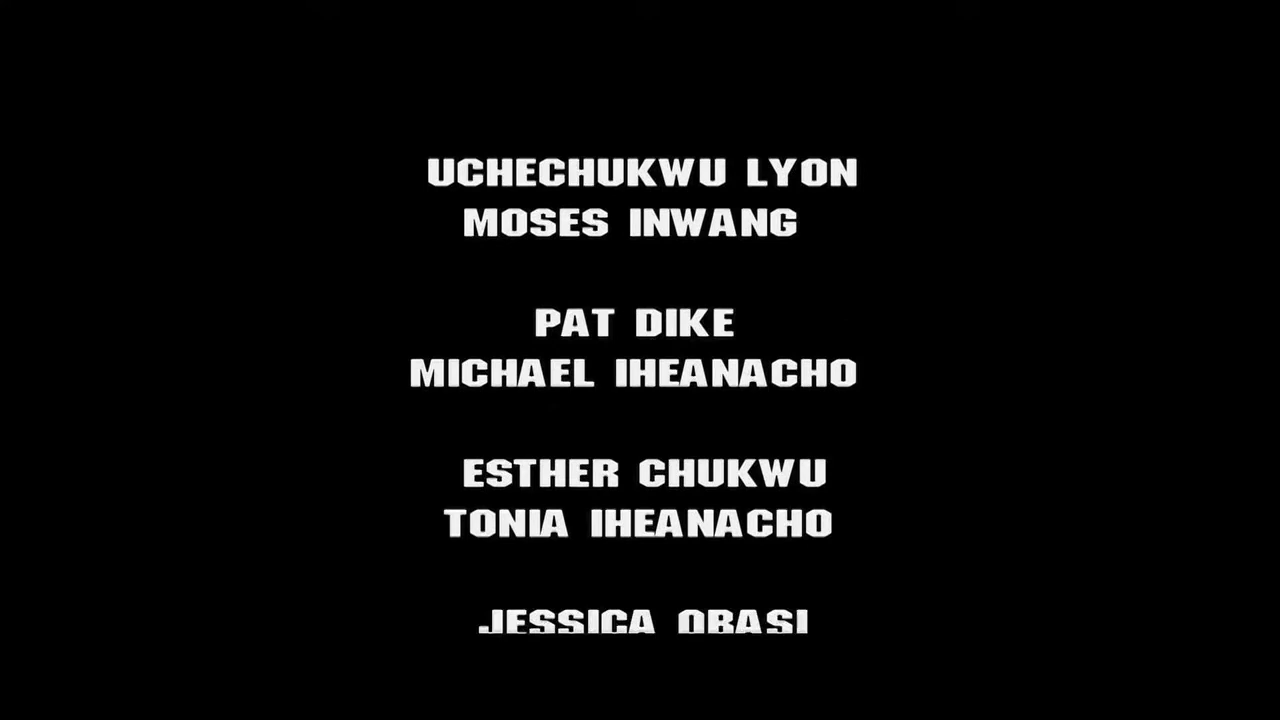 UCHECHUKWU LYON
MOSES INWANG
PAT DIKE
MICHAEL IHEANACHO
ESTHER CHUKWU
TONIA IHEANACHO
JESSICA OBASI